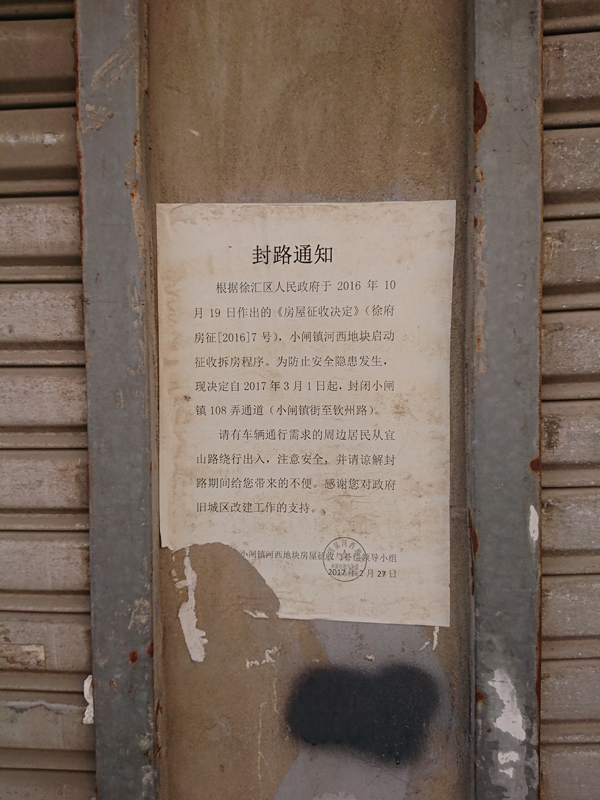 封路通知
根据徐汇区人民政府于 2016 年 10
月 19 日作出的《房屋征收决定》（徐府
房征[2016]7 号），小闸镇河西地块启动
征收拆房程序。为防止安全隐患发生，
现决定自 2017 年 3 月 1 日起，封闭小闸
镇 108 弄通道（小闸镇街至钦州路）。
请有车辆通行需求的周边居民从宜
山路绕行出入，注意安全，并请谅解封
路期间给您带来的不便。感谢您对政府
旧城区改建工作的支持。
小闸镇河西地块房屋征收与补偿领导小组
2017 年 2 月 27 日